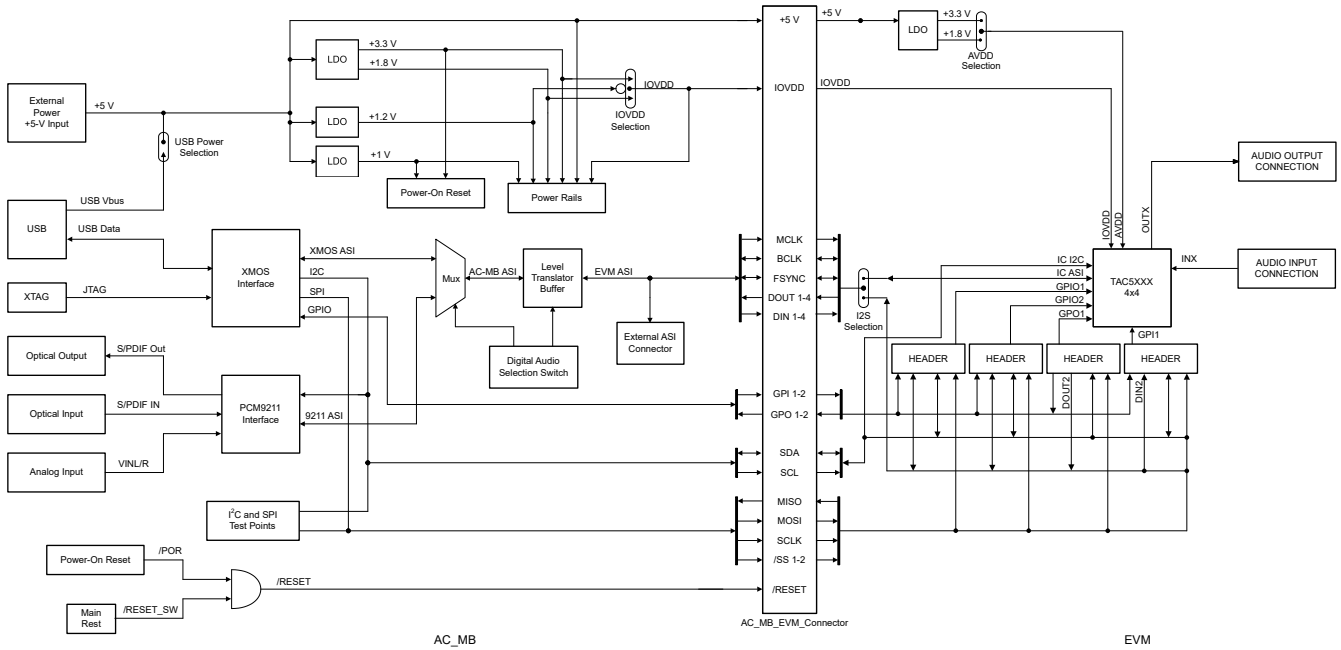 External
Power
+5-V Input
+5 V
USB Power
Selection
USB Vbus
USB
USB Data
XTAG
JTAG
Optical Output
S/PDIF Out
Optical Input
S/PDIF IN
Analog Input
VINL/R
LDO
+3.3 V
+1.8 V
LDO
+1.2 V
LDO
+1 V
Power-On Reset
Power Rails
IOVDD
IOVDD
Selection
XMOS
Interface
XMOS ASI
I2C
SPI
GPIO
PCM9211
Interface
9211 ASI
Mux
AC-MB ASI
Level
Translator
Buffer
EVM ASI
Digital Audio
Selection Switch
External ASI
Connector
I2C and SPI
Test Points
Power-On Reset
/POR
Main
Rest
/RESET_SW
/RESET
AC_MB
+5 V
IOVDD
MCLK
BCLK
FSYNC
DOUT 1-4
DIN 1-4
GPI 1-2
GPO 1-2
SDA
SCL
MISO
MOSI
SCLK
/SS 1-2
/RESET
AC_MB_EVM_Connector
+5 V
IOVDD
LDO
+3.3 V
+1.8 V
AVDD
Selection
I2S
Selection
IOVDD
AVDD
OUTX
AUDIO OUTPUT
CONNECTION
AUDIO INPUT
CONNECTION
INX
IC I2C
IC ASI
GPIO1
GPIO2
GPO1
GPI1
TAC5XXX
4x4
HEADER
HEADER
HEADER
HEADER
DOUT2
DIN2
EVM